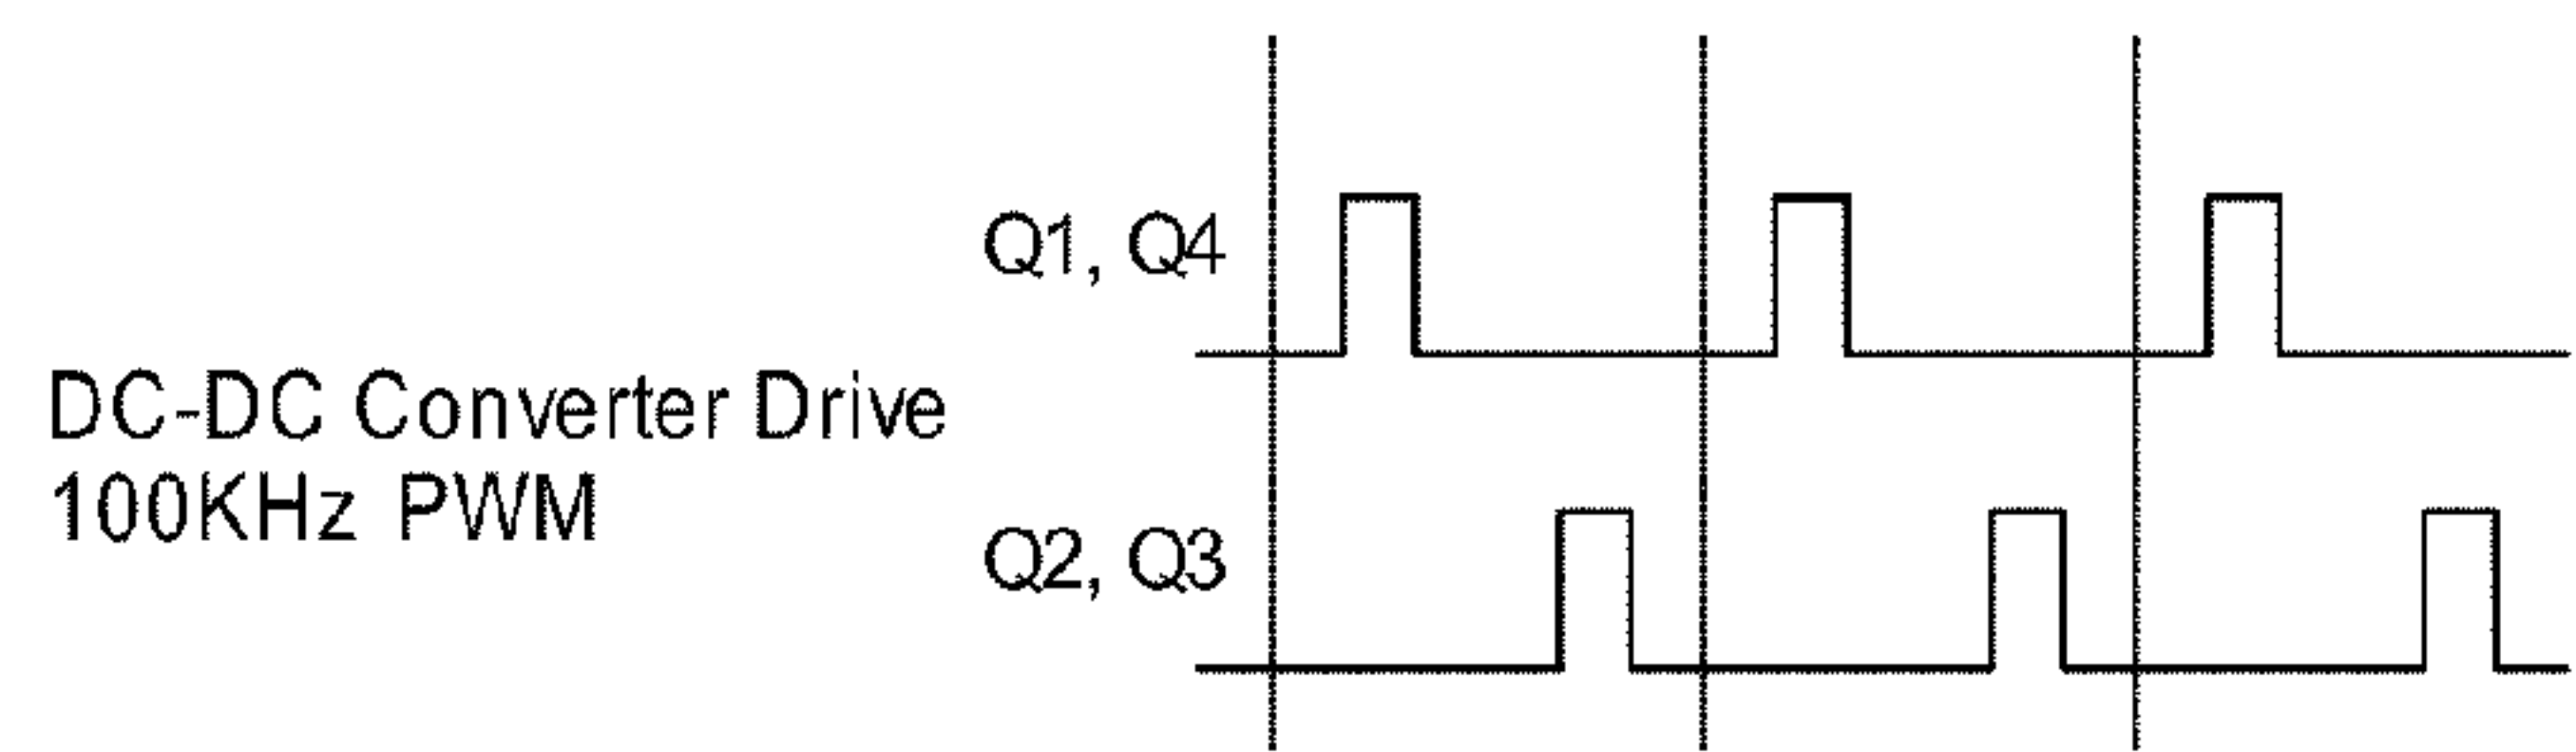 Q1, Q4
DC-DC Converter Drive
100KHz PWM
Q2, Q3